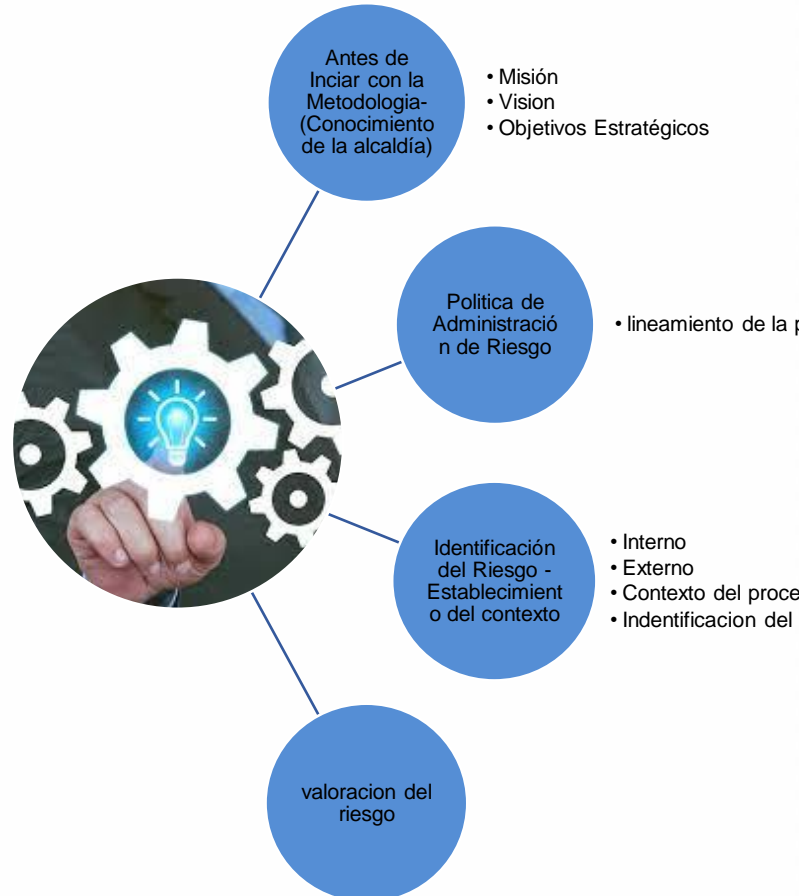 Antes de
Inciar con la
Metodologia-
(Conocimiento
de la alcaldía)
• Misión
• Vision
• Objetivos Estratégicos
Politica de
Administració
n de Riesgo
• lineamiento de la p
Identificación
del Riesgo -
Establecimient
o del contexto
• Interno
• Externo
• Contexto del proce
• Indentificacion del
valoracion del
riesgo